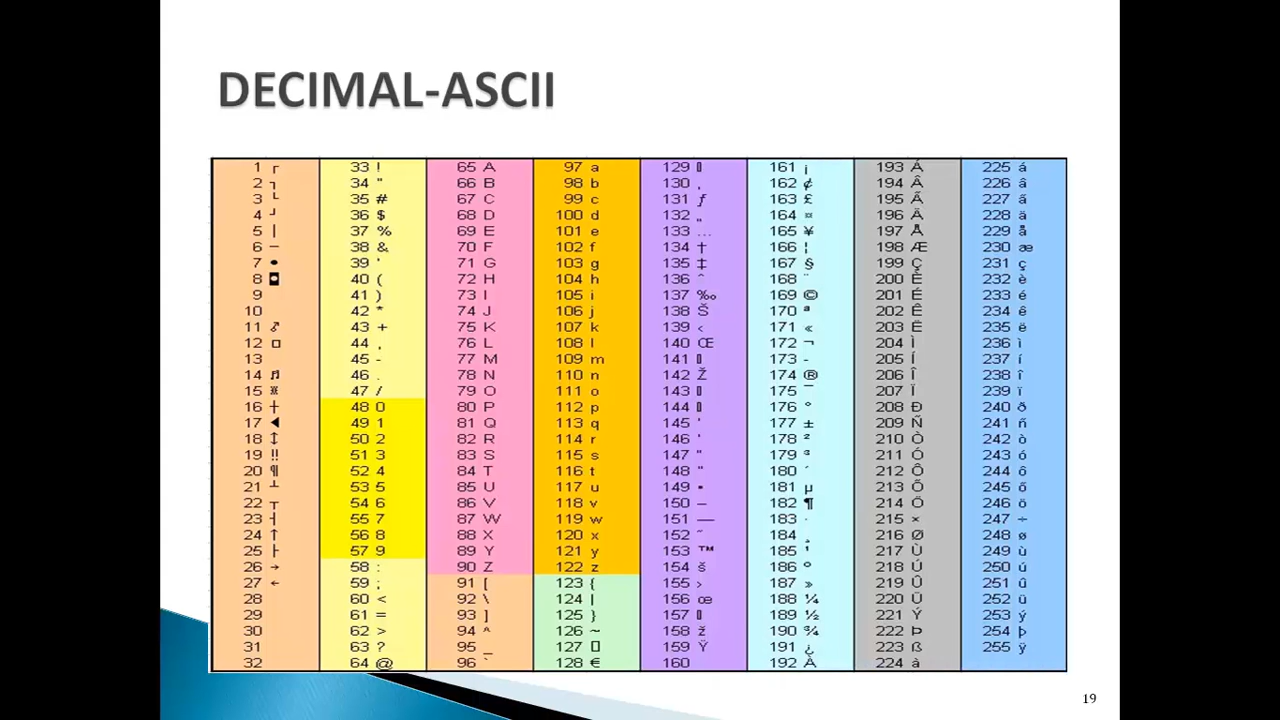 DECIMAL-ASCII
1 ┌ 33 ! 65 A 97 a 129 ▯ 161 ¡ 193 Á 225 á
2 ┐ 34 " 66 B 98 b 130 ‚ 162 ¢ 194 Â 226 â
3 └ 35 # 67 C 99 c 131 ƒ 163 £ 195 Ã 227 ã
4 ┘ 36 $ 68 D 100 d 132 „ 164 ¤ 196 Ä 228 ä
5 │ 37 % 69 E 101 e 133 … 165 ¥ 197 Å 229 å
6 ─ 38 & 70 F 102 f 134 † 166 ¦ 198 Æ 230 æ
7 • 39 ' 71 G 103 g 135 ‡ 167 § 199 Ç 231 ç
8 ◘ 40 ( 72 H 104 h 136 ˆ 168 ¨ 200 È 232 è
9 41 ) 73 I 105 i 137 ‰ 169 © 201 É 233 é
10 42 * 74 J 106 j 138 Š 170 ª 202 Ê 234 ê
11 ♂ 43 + 75 K 107 k 139 ‹ 171 « 203 Ë 235 ë
12 ▯ 44 , 76 L 108 l 140 Œ 172 ¬ 204 Ì 236 ì
13 45 - 77 M 109 m 141 ▯ 173 - 205 Í 237 í
14 ♫ 46 . 78 N 110 n 142 Ž 174 ® 206 Î 238 î
15 ☼ 47 / 79 O 111 o 143 ▯ 175 ¯ 207 Ï 239 ï
16 ┼ 48 0 80 P 112 p 144 ▯ 176 ° 208 Ð 240 ð
17 ◄ 49 1 81 Q 113 q 145 ' 177 ± 209 Ñ 241 ñ
18 ↕ 50 2 82 R 114 r 146 ' 178 ² 210 Ò 242 ò
19 ‼ 51 3 83 S 115 s 147 " 179 ³ 211 Ó 243 ó
20 ¶ 52 4 84 T 116 t 148 " 180 ´ 212 Ô 244 ô
21 ┴ 53 5 85 U 117 u 149 • 181 µ 213 Õ 245 õ
22 ┬ 54 6 86 V 118 v 150 – 182 ¶ 214 Ö 246 ö
23 ┤ 55 7 87 W 119 w 151 — 183 · 215 × 247 ÷
24 ↑ 56 8 88 X 120 x 152 ˜ 184 ¸ 216 Ø 248 ø
25 ├ 57 9 89 Y 121 y 153 ™ 185 ¹ 217 Ù 249 ù
26 → 58 : 90 Z 122 z 154 š 186 º 218 Ú 250 ú
27 ← 59 ; 91 [ 123 { 155 › 187 » 219 Û 251 û
28 60 < 92 \ 124 | 156 œ 188 ¼ 220 Ü 252 ü
29 61 = 93 ] 125 } 157 ▯ 189 ½ 221 Ý 253 ý
30 62 > 94 ^ 126 ~ 158 ž 190 ¾ 222 Þ 254 þ
31 63 ? 95 _ 127 ▯ 159 Ÿ 191 ¿ 223 ß 255 ÿ
32 64 @ 96 ` 128 € 160 192 À 224 à
19